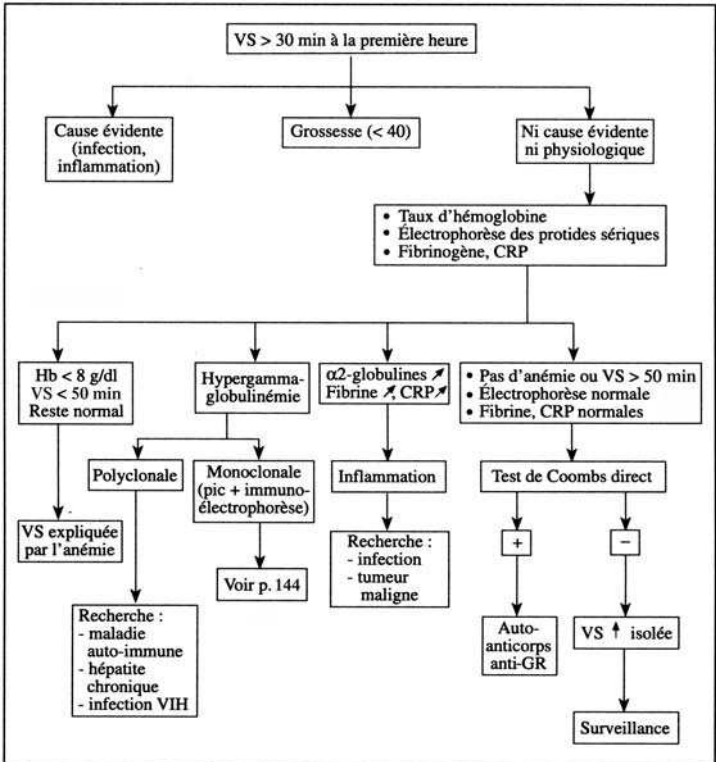 VS > 30 min à la première heure
Cause évidente
(infection,
inflammation)
Grossesse (< 40)
Ni cause évidente
ni physiologique
• Taux d'hémoglobine
• Électrophorèse des protides sériques
• Fibrinogène, CRP
Hb < 8 g/dl
VS < 50 min
Reste normal
Hypergamma-
globulinémie
α2-globulines ↗
Fibrine ↗, CRP ↗
• Pas d'anémie ou VS > 50 min
• Électrophorèse normale
• Fibrine, CRP normales
Polyclonale
Monoclonale
(pic + immuno-
électrophorèse)
Inflammation
Test de Coombs direct
VS expliquée
par l'anémie
Voir p. 144
Recherche :
- infection
- tumeur
maligne
+
−
Recherche :
- maladie
auto-immune
- hépatite
chronique
- infection VIH
Auto-
anticorps
anti-GR
VS ↑ isolée
Surveillance